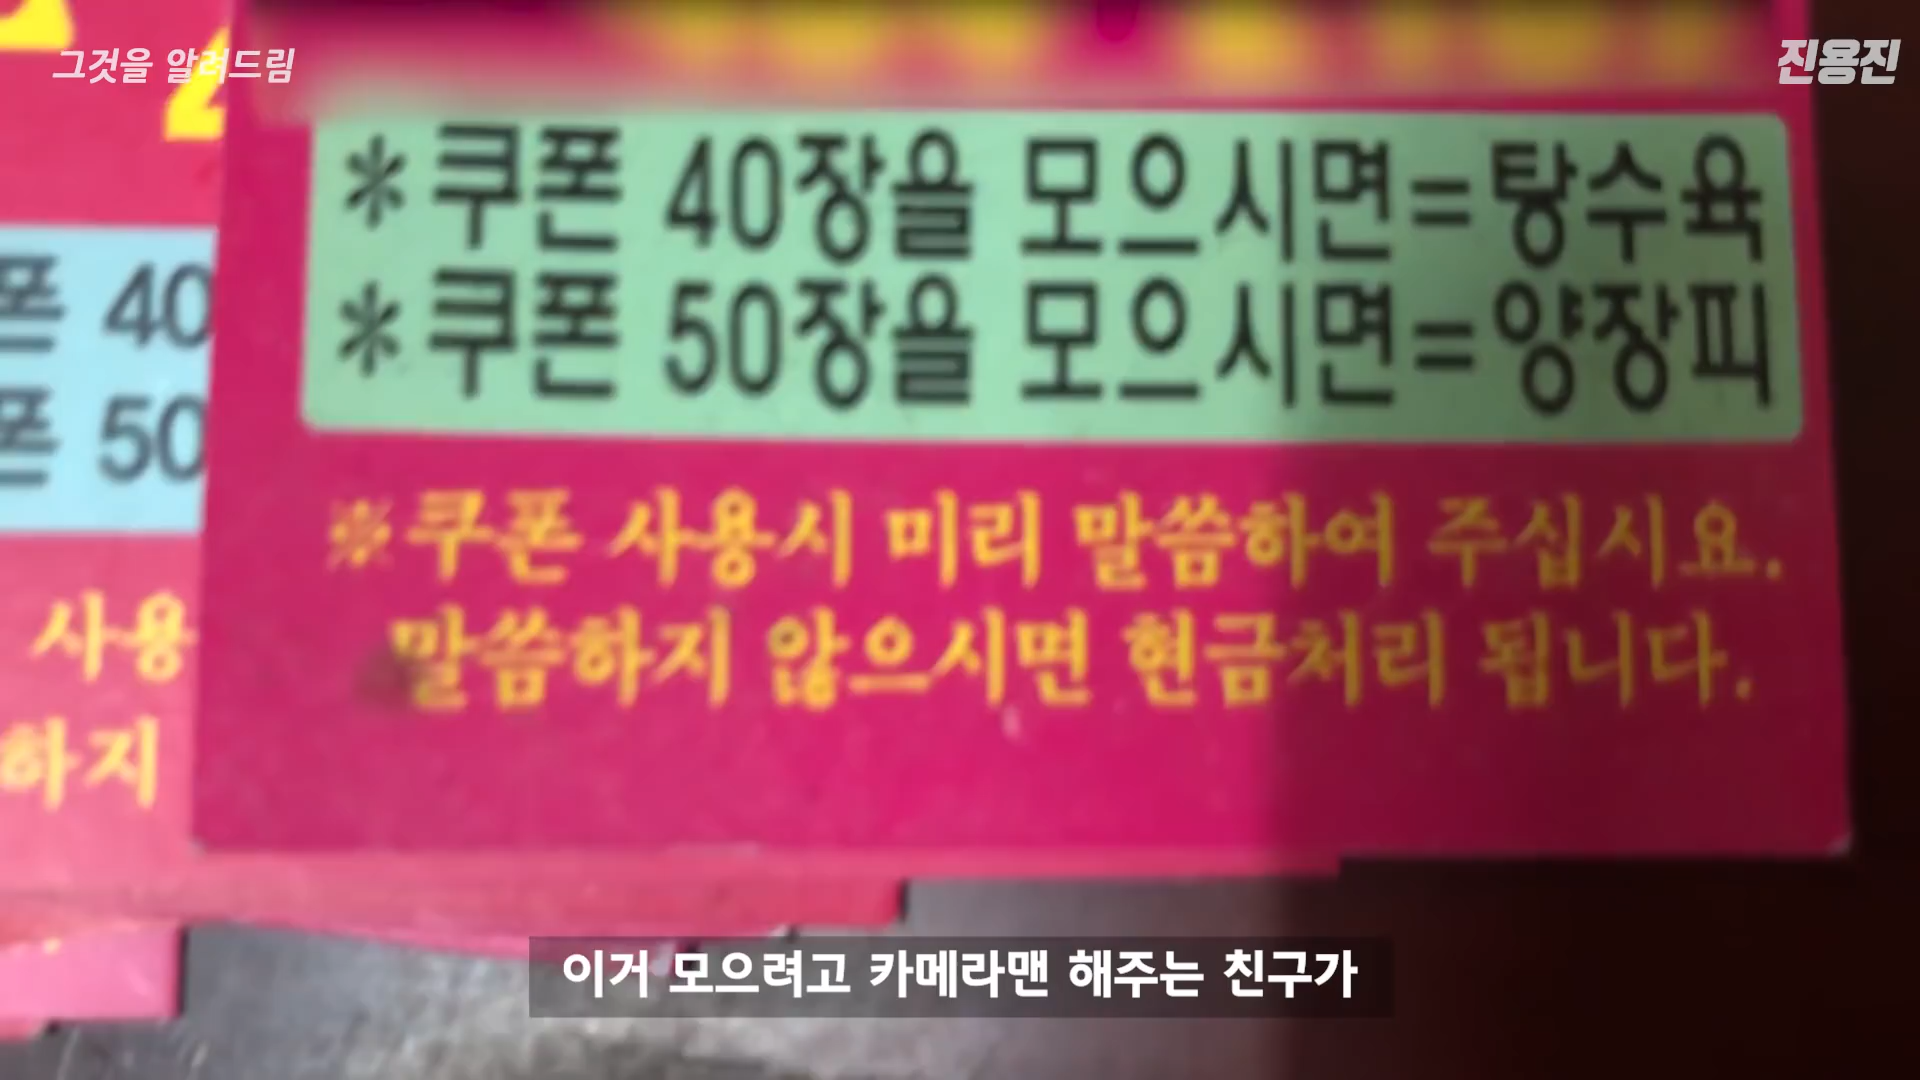 그것을 알려드림
진용진
*쿠폰 40장을 모으시면=탕수육
*쿠폰 50장을 모으시면=양장피
※쿠폰 사용시 미리 말씀하여 주십시요.
말씀하지 않으시면 현금처리 됩니다.
폰 40
폰 50
사용
하지
이거 모으려고 카메라맨 해주는 친구가